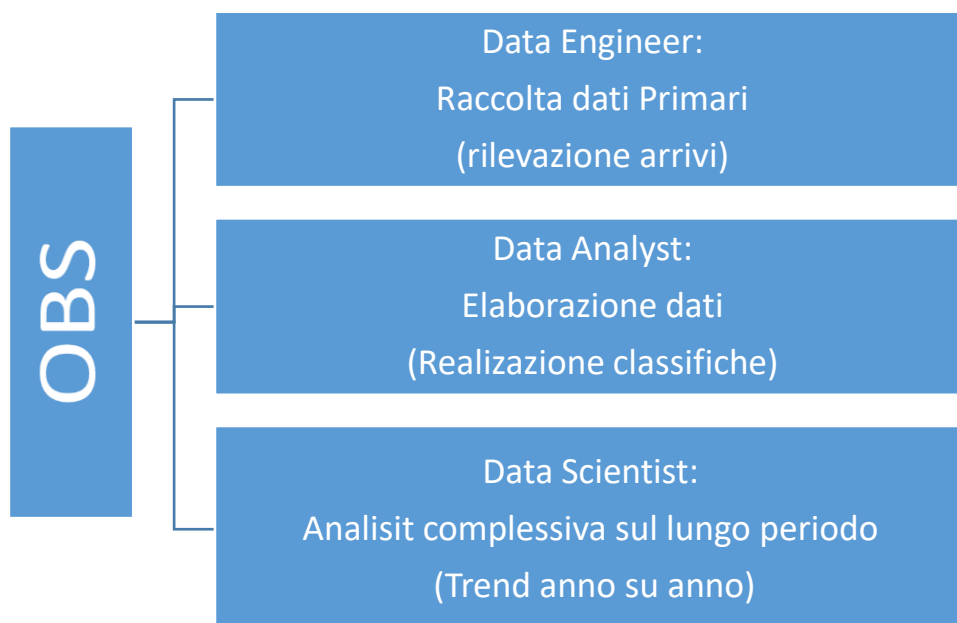 OBS
Data Engineer:
Raccolta dati Primari
(rilevazione arrivi)
Data Analyst:
Elaborazione dati
(Realizazione classifiche)
Data Scientist:
Analisit complessiva sul lungo periodo
(Trend anno su anno)